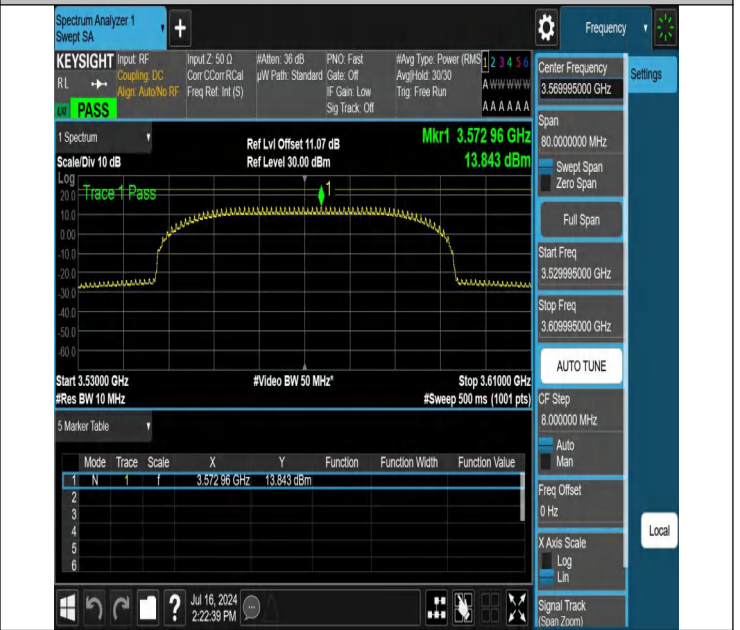 Spectrum Analyzer 1
Swept SA
+
Frequency
KEYSIGHT
RL
PASS
Input: RF
Coupling: DC
Align: Auto/No RF
Input Z: 50 Ω
Corr CCorr RCal
Freq Ref: Int (S)
#Atten: 36 dB
µW Path: Standard
PNO: Fast
Gate: Off
IF Gain: Low
Sig Track: Off
#Avg Type: Power (RMS
Avg|Hold: 30/30
Trig: Free Run
1 2 3 4 5 6
A W W W W W
A A A A A A
1 Spectrum
Scale/Div 10 dB
Ref Lvl Offset 11.07 dB
Ref Level 30.00 dBm
Mkr1 3.572 96 GHz
13.843 dBm
Log
Trace 1 Pass
1
20.0
10.0
0.00
-10.0
-20.0
-30.0
-40.0
-50.0
-60.0
Start 3.53000 GHz
#Video BW 50 MHz*
Stop 3.61000 GHz
#Res BW 10 MHz
#Sweep 500 ms (1001 pts)
5 Marker Table
Mode Trace Scale X Y Function Function Width Function Value
1 N 1 f 3.572 96 GHz 13.843 dBm
2
3
4
5
6
Jul 16, 2024
2:22:39 PM
Center Frequency
3.569995000 GHz
Settings
Span
80.0000000 MHz
Swept Span
Zero Span
Full Span
Start Freq
3.529995000 GHz
Stop Freq
3.609995000 GHz
AUTO TUNE
CF Step
8.000000 MHz
Auto
Man
Freq Offset
0 Hz
Local
X Axis Scale
Log
Lin
Signal Track
(Span Zoom)